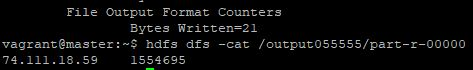 File Output Format Counters
Bytes Written=21
vagrant@master:~$ hdfs dfs -cat /output055555/part-r-00000
74.111.18.59    1554695